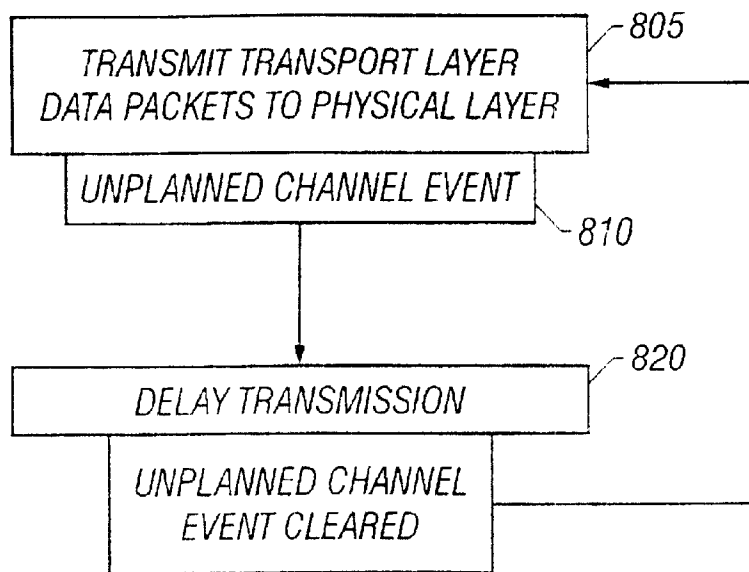 805
TRANSMIT TRANSPORT LAYER
DATA PACKETS TO PHYSICAL LAYER
UNPLANNED CHANNEL EVENT
810
820
DELAY TRANSMISSION
UNPLANNED CHANNEL
EVENT CLEARED